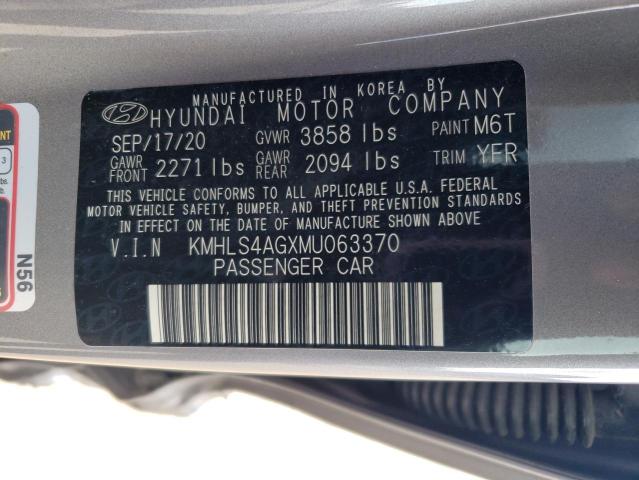 MANUFACTURED IN KOREA BY
HYUNDAI MOTOR COMPANY
SEP/17/20 GVWR 3858 lbs PAINT M6T
GAWR FRONT 2271 lbs GAWR REAR 2094 lbs TRIM YFR
THIS VEHICLE CONFORMS TO ALL APPLICABLE U.S.A. FEDERAL
MOTOR VEHICLE SAFETY, BUMPER, AND THEFT PREVENTION STANDARDS
IN EFFECT ON THE DATE OF MANUFACTURE SHOWN ABOVE.
V.I.N KMHLS4AGXMU063370
PASSENGER CAR
3
N56